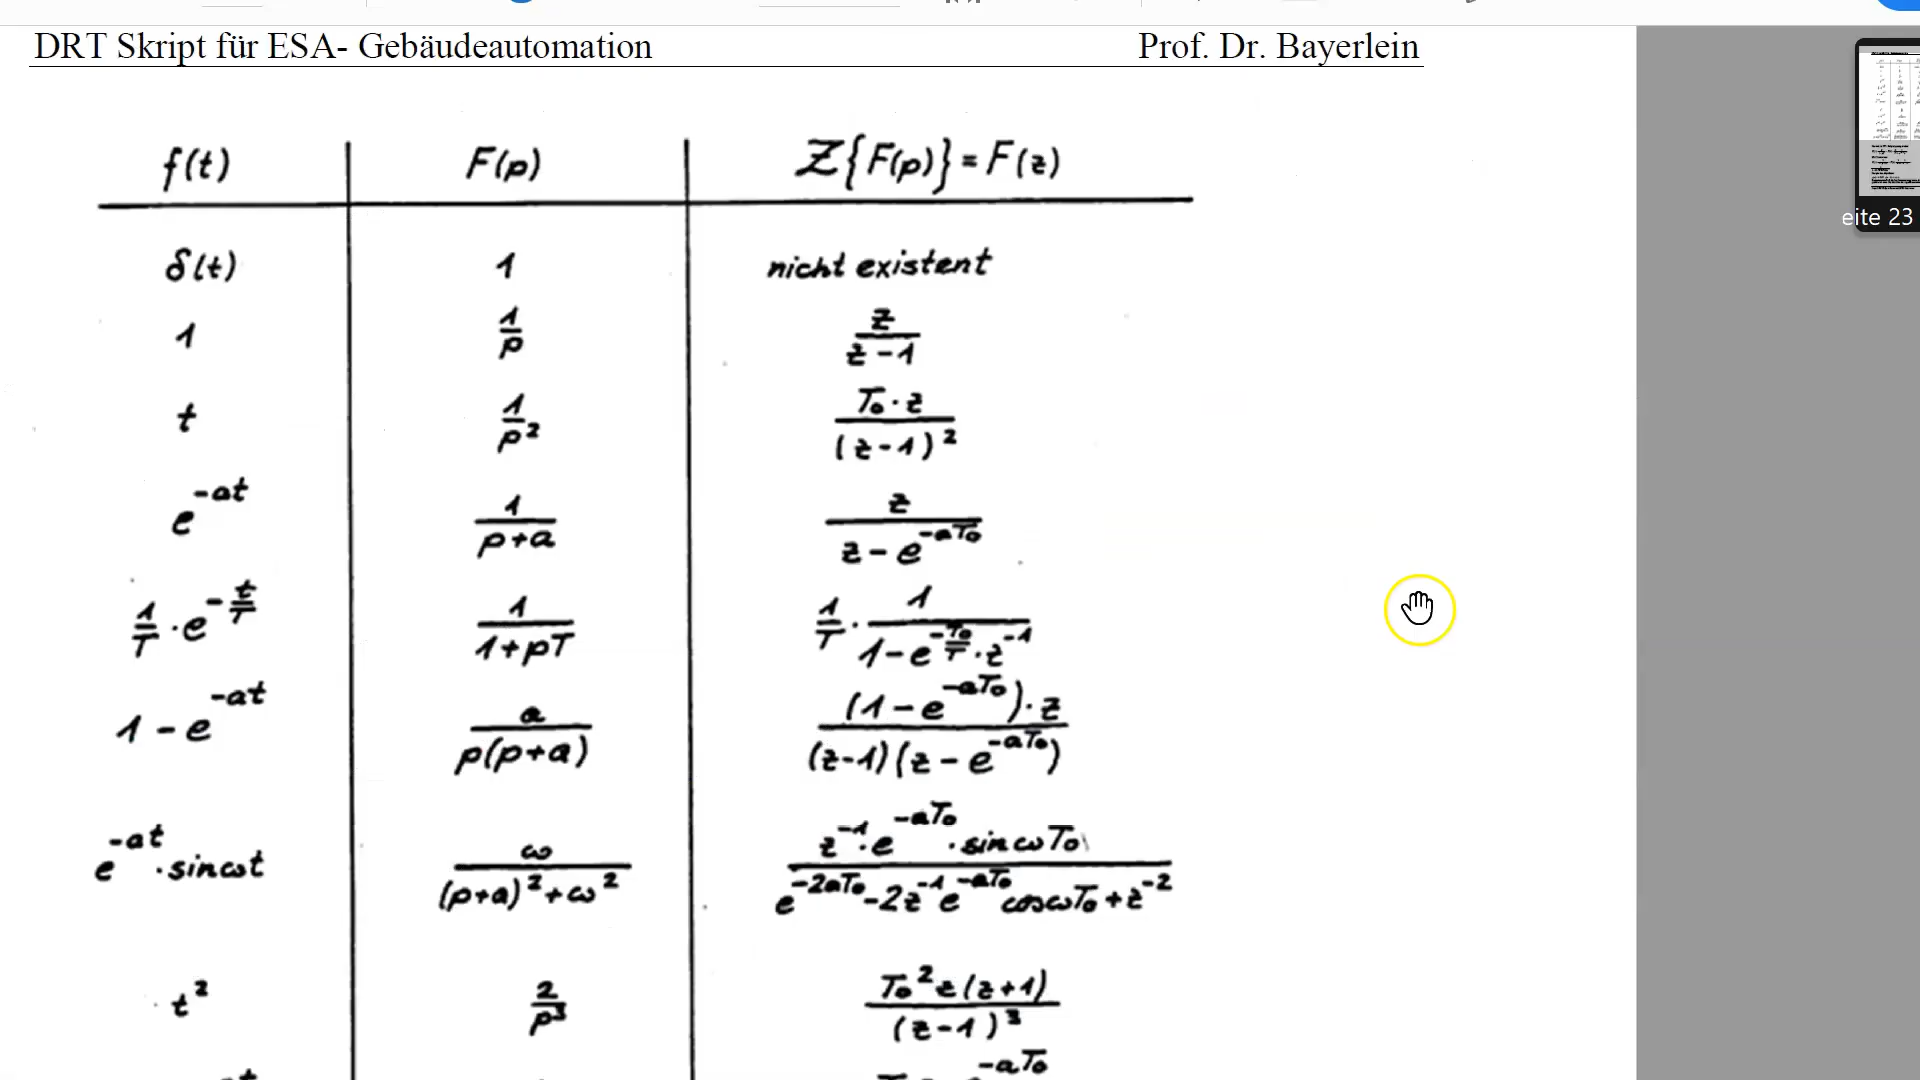 DRT Skript für ESA- Gebäudeautomation Prof. Dr. Bayerlein
f(t) F(p) Z{F(p)} = F(z)
δ(t) 1 nicht existent
1 1/p z/(z-1)
t 1/p² T₀·z/(z-1)²
e^(-at) 1/(p+a) z/(z-e^(-aT₀))
1/T·e^(-t/T) 1/(1+pT) 1/T·1/(1-e^(-T₀/T)·z^(-1))
1-e^(-at) a/(p(p+a)) (1-e^(-aT₀))·z/((z-1)(z-e^(-aT₀)))
e^(-at)·sinωt ω/((p+a)²+ω²) z^(-1)·e^(-aT₀)·sinωT₀/(e^(-2aT₀)-2z^(-1)e^(-aT₀)cosωT₀+z^(-2))
t² 2/p³ T₀²z(z+1)/(z-1)³
eite 23